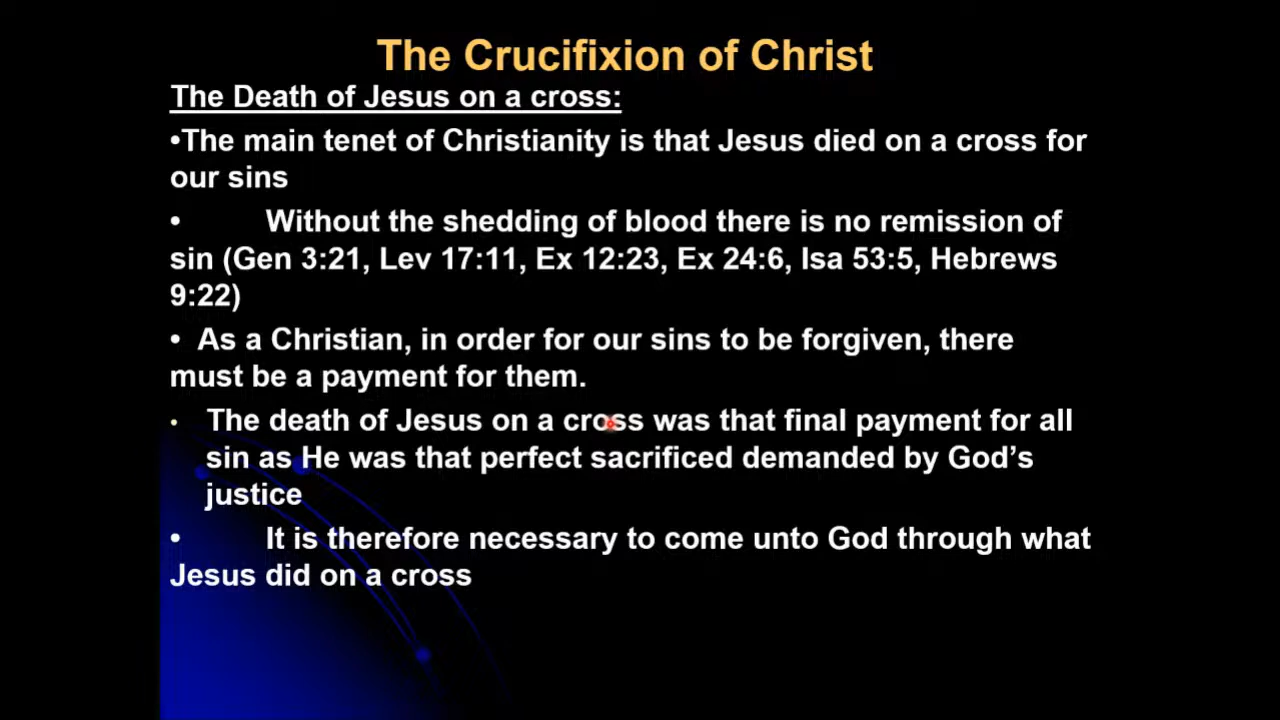 The Crucifixion of Christ
The Death of Jesus on a cross:
•The main tenet of Christianity is that Jesus died on a cross for
our sins
• Without the shedding of blood there is no remission of
sin (Gen 3:21, Lev 17:11, Ex 12:23, Ex 24:6, Isa 53:5, Hebrews
9:22)
• As a Christian, in order for our sins to be forgiven, there
must be a payment for them.
• The death of Jesus on a cross was that final payment for all
sin as He was that perfect sacrificed demanded by God’s
justice
• It is therefore necessary to come unto God through what
Jesus did on a cross